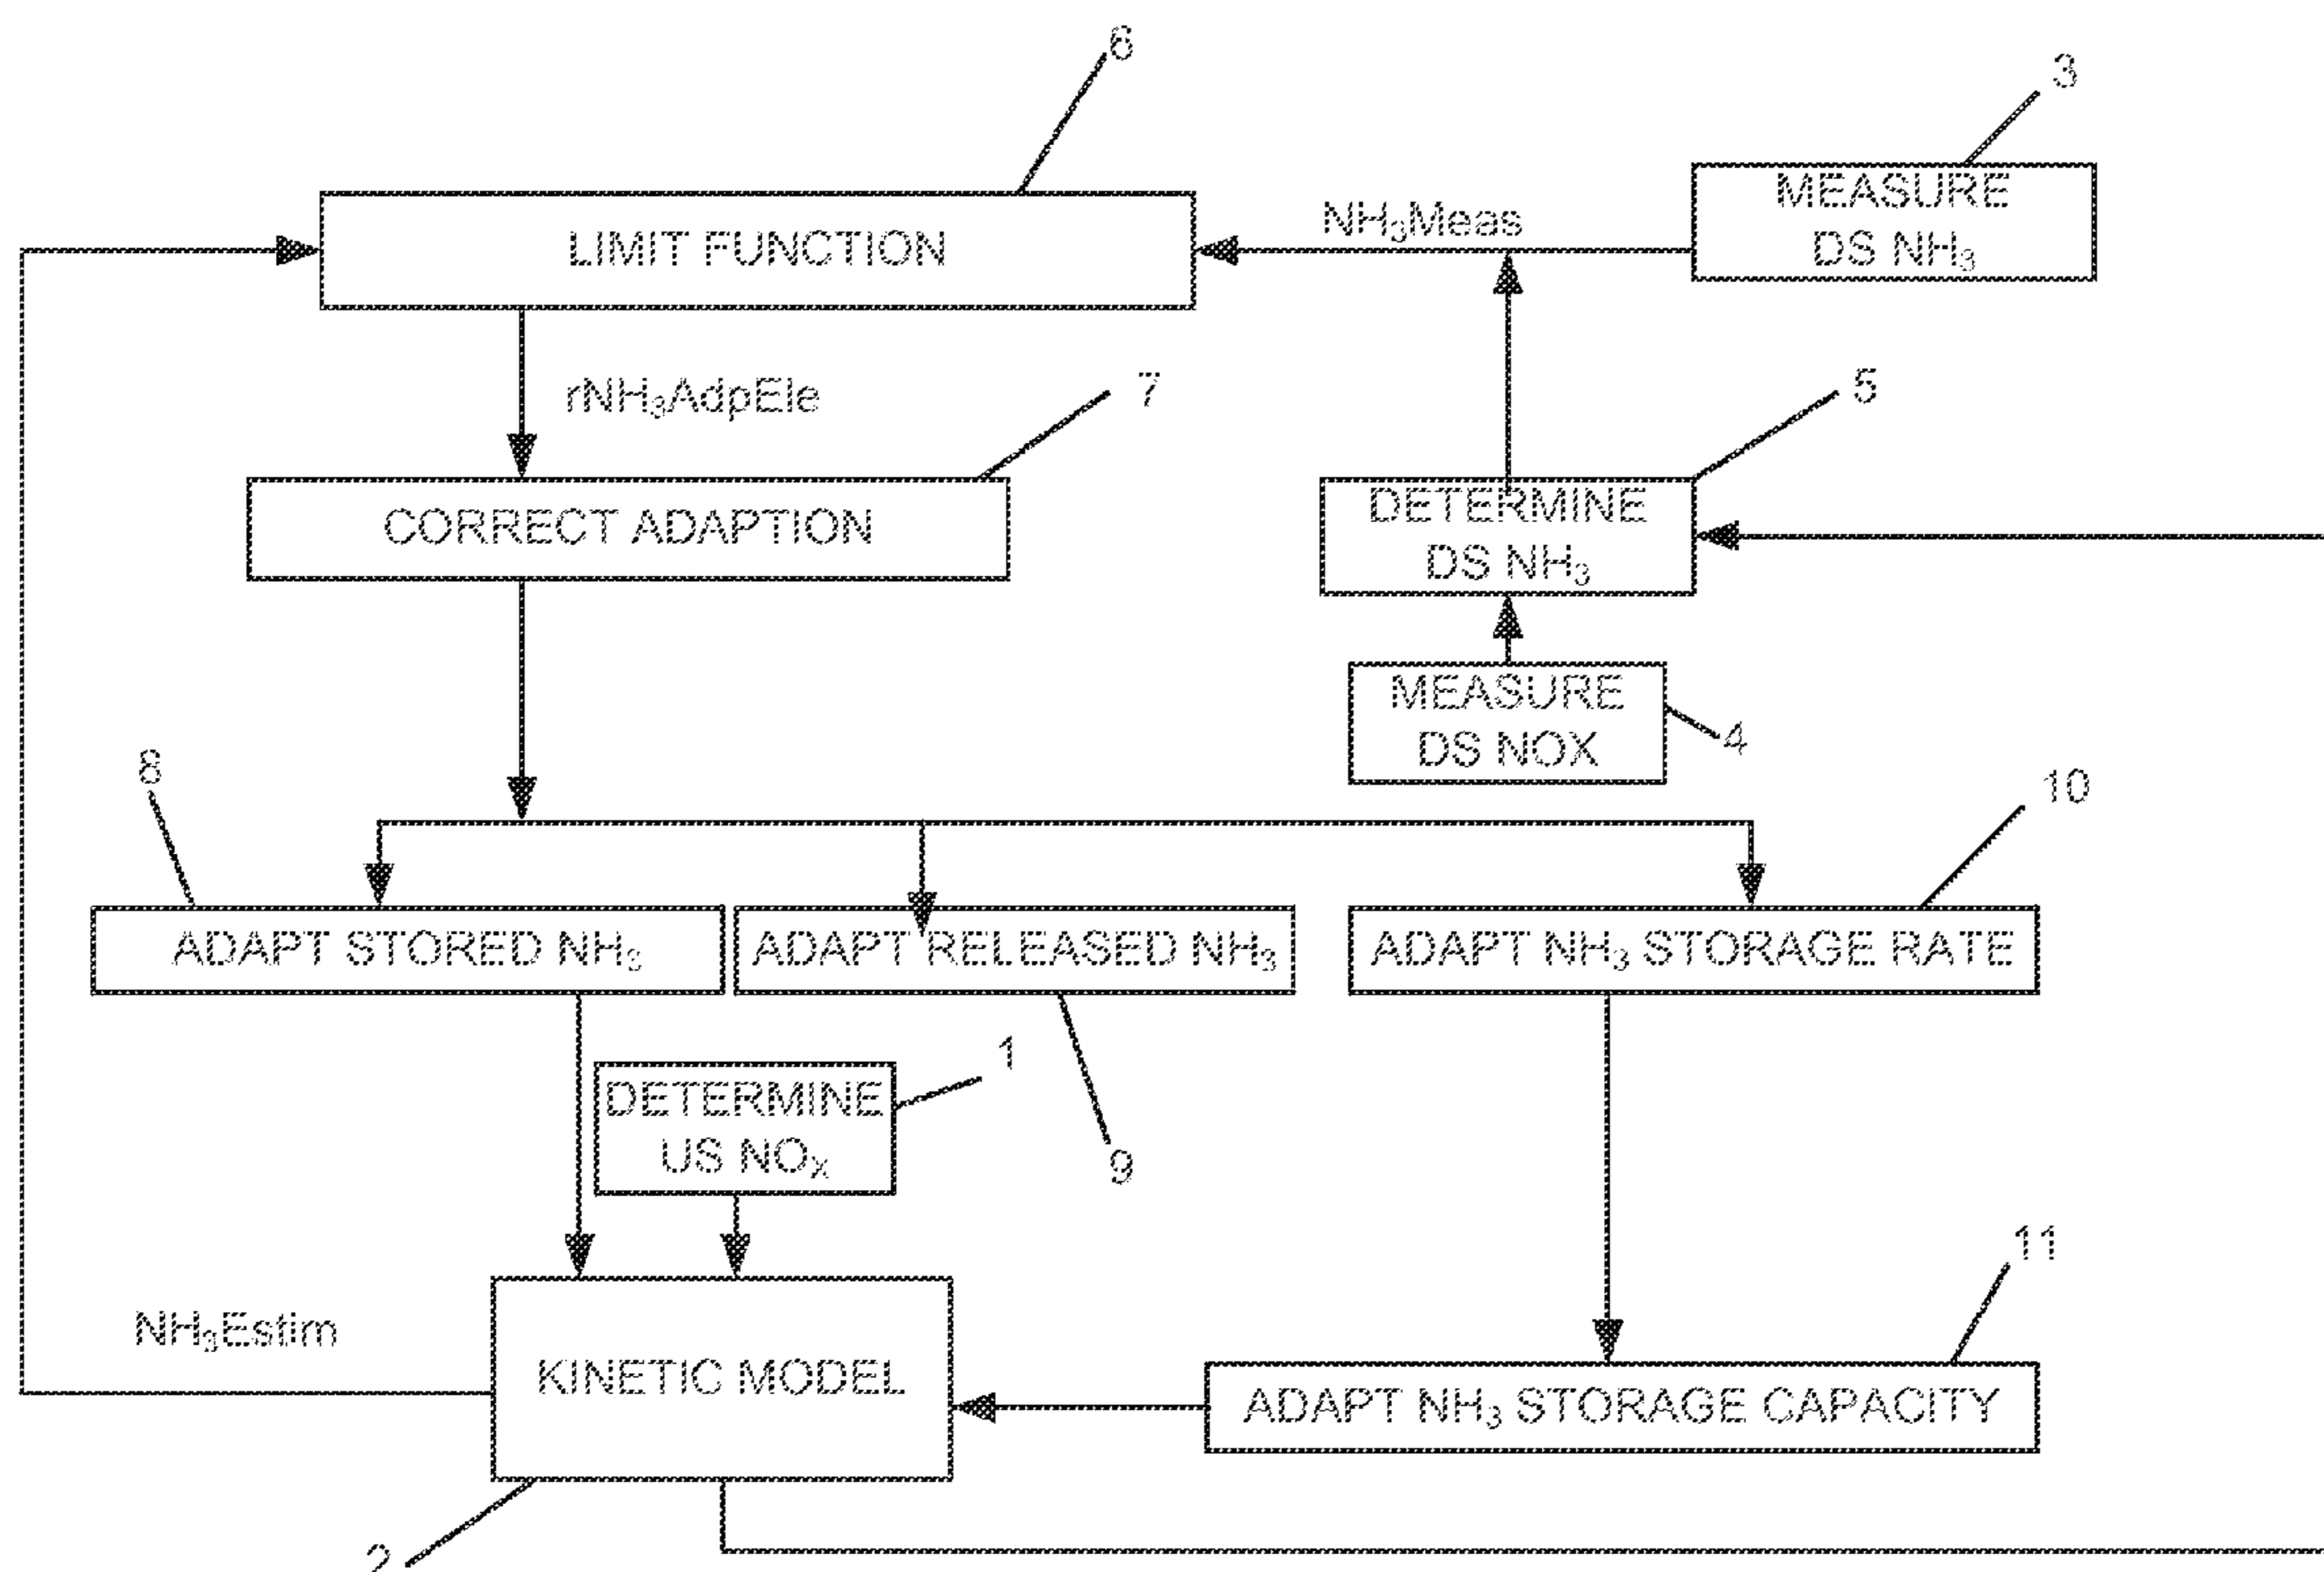 6
3
LIMIT FUNCTION
NH₃Meas
MEASURE
DS NH₃
rNH₃AdpEle
7
5
CORRECT ADAPTION
DETERMINE
DS NH₃
MEASURE
DS NOX
4
8
10
ADAPT STORED NH₃
ADAPT RELEASED NH₃
ADAPT NH₃ STORAGE RATE
1
DETERMINE
US NOₓ
9
11
NH₃Estim
KINETIC MODEL
ADAPT NH₃ STORAGE CAPACITY
2